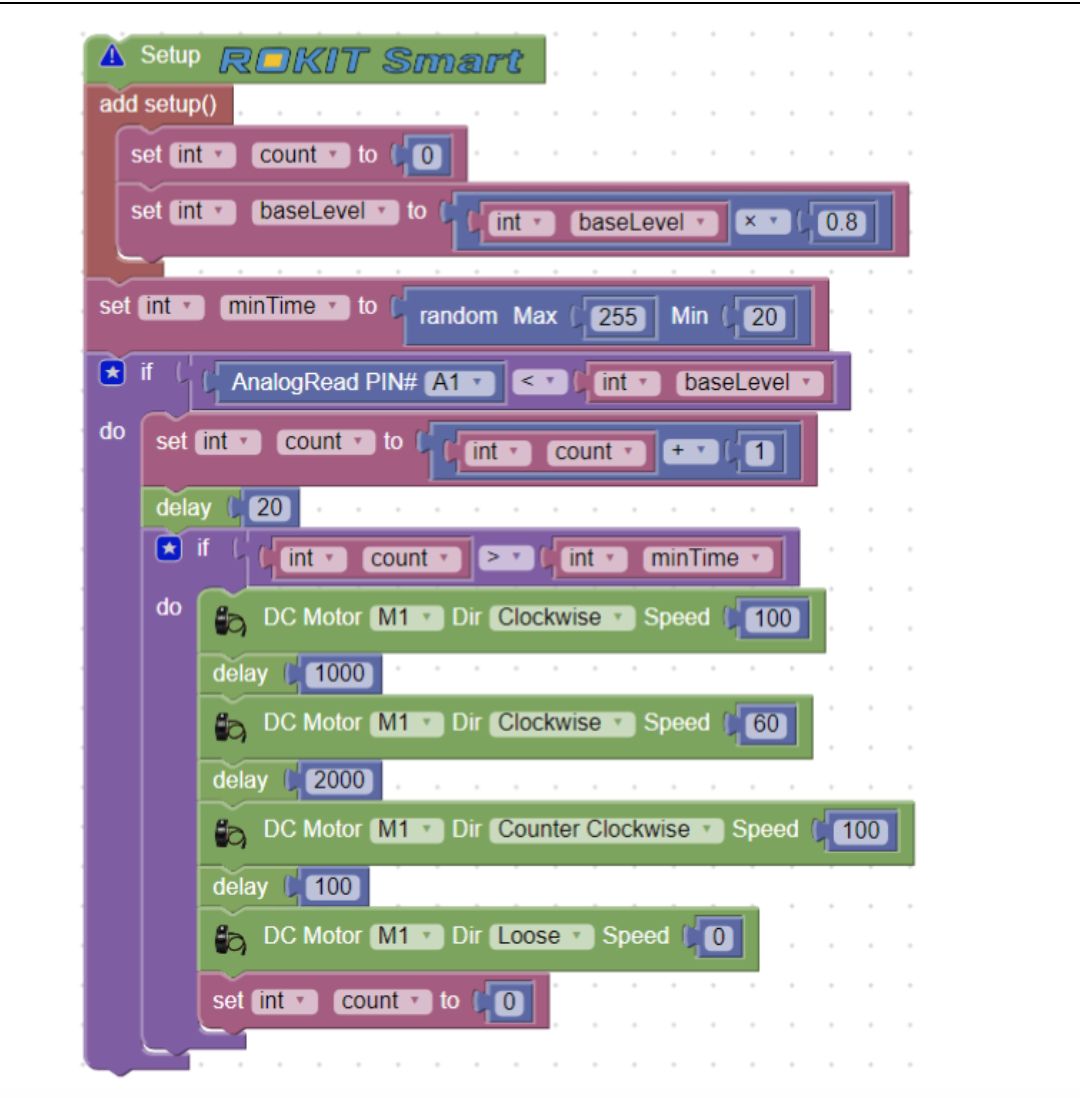 Setup ROKIT Smart
add setup()
set int count to 0
set int baseLevel to int baseLevel × 0.8
set int minTime to random Max 255 Min 20
if AnalogRead PIN# A1 < int baseLevel
do set int count to int count + 1
delay 20
if int count > int minTime
do DC Motor M1 Dir Clockwise Speed 100
delay 1000
DC Motor M1 Dir Clockwise Speed 60
delay 2000
DC Motor M1 Dir Counter Clockwise Speed 100
delay 100
DC Motor M1 Dir Loose Speed 0
set int count to 0